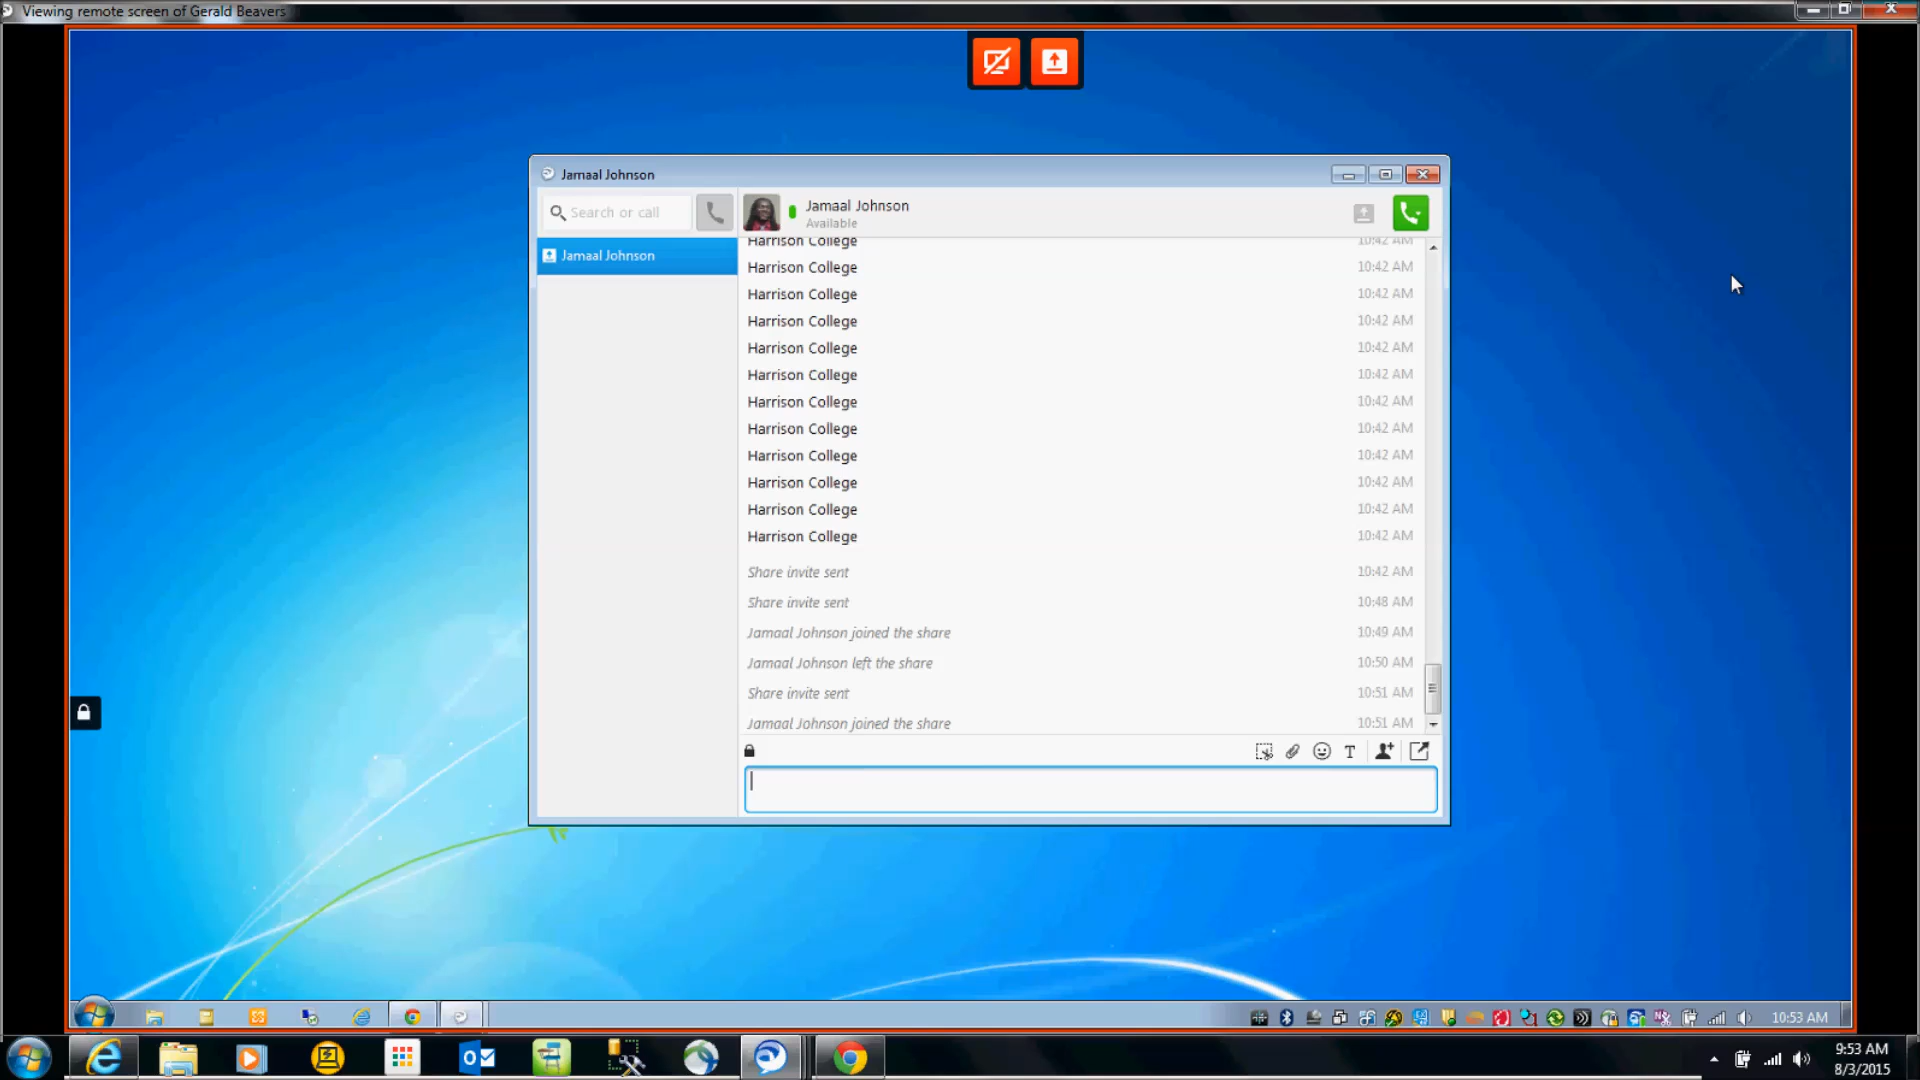 Viewing remote screen of Gerald Beavers
Jamaal Johnson
Search or call
Jamaal Johnson
Available
Jamaal Johnson
Harrison College 10:42 AM
Harrison College 10:42 AM
Harrison College 10:42 AM
Harrison College 10:42 AM
Harrison College 10:42 AM
Harrison College 10:42 AM
Harrison College 10:42 AM
Harrison College 10:42 AM
Harrison College 10:42 AM
Harrison College 10:42 AM
Harrison College 10:42 AM
Harrison College 10:42 AM
Share invite sent 10:42 AM
Share invite sent 10:48 AM
Jamaal Johnson joined the share 10:49 AM
Jamaal Johnson left the share 10:50 AM
Share invite sent 10:51 AM
Jamaal Johnson joined the share 10:51 AM
T
10:53 AM
9:53 AM
8/3/2015